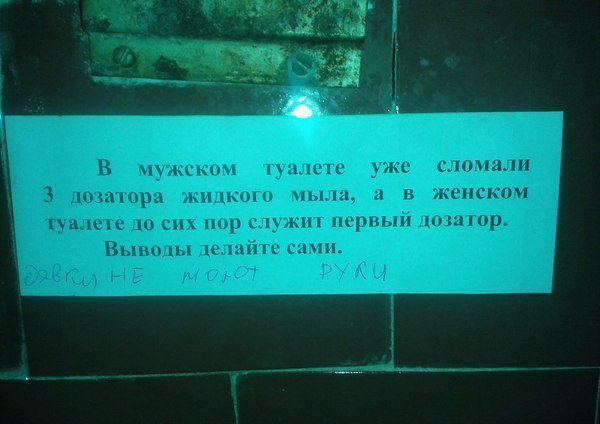 В мужском туалете уже сломали
3 дозатора жидкого мыла, а в женском
туалете до сих пор служит первый дозатор.
Выводы делайте сами.
НЕ МОЮТ РУКИ